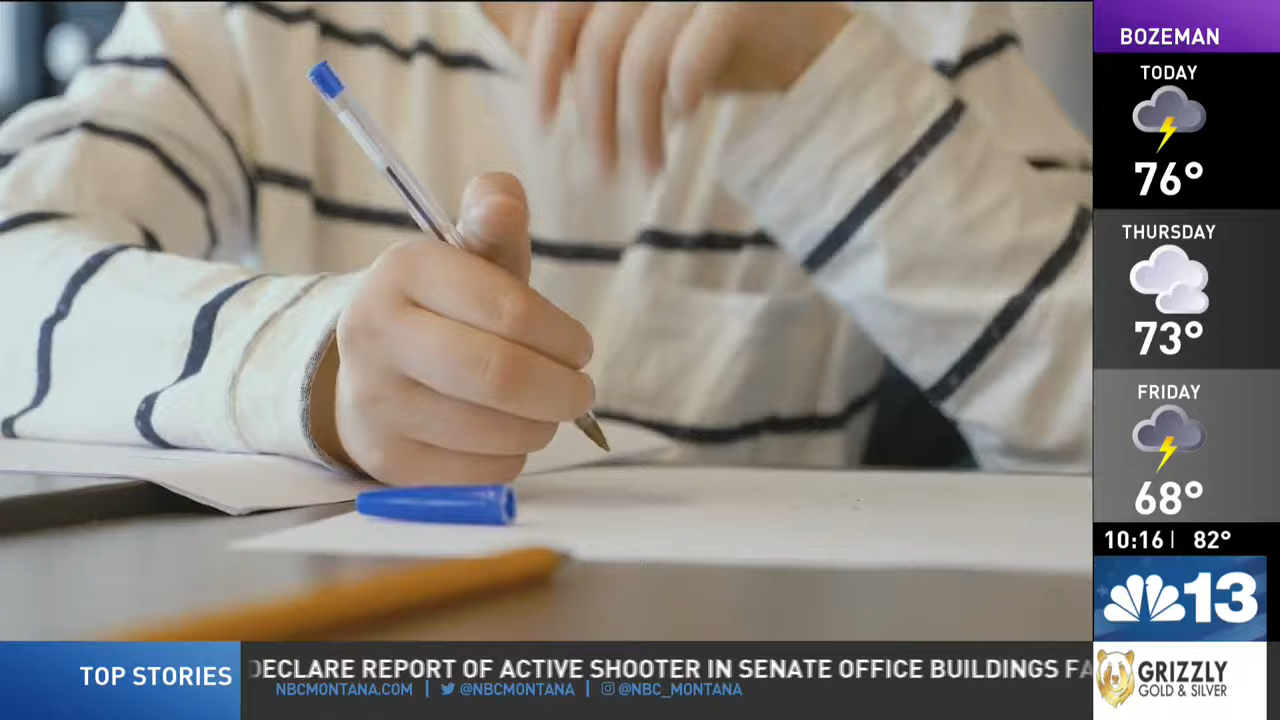 BOZEMAN
TODAY
76°
THURSDAY
73°
FRIDAY
68°
10:16 | 82°
13
TOP STORIES
DECLARE REPORT OF ACTIVE SHOOTER IN SENATE OFFICE BUILDINGS FA
NBCMONTANA.COM | @NBCMONTANA | @NBC_MONTANA
GRIZZLY
GOLD & SILVER